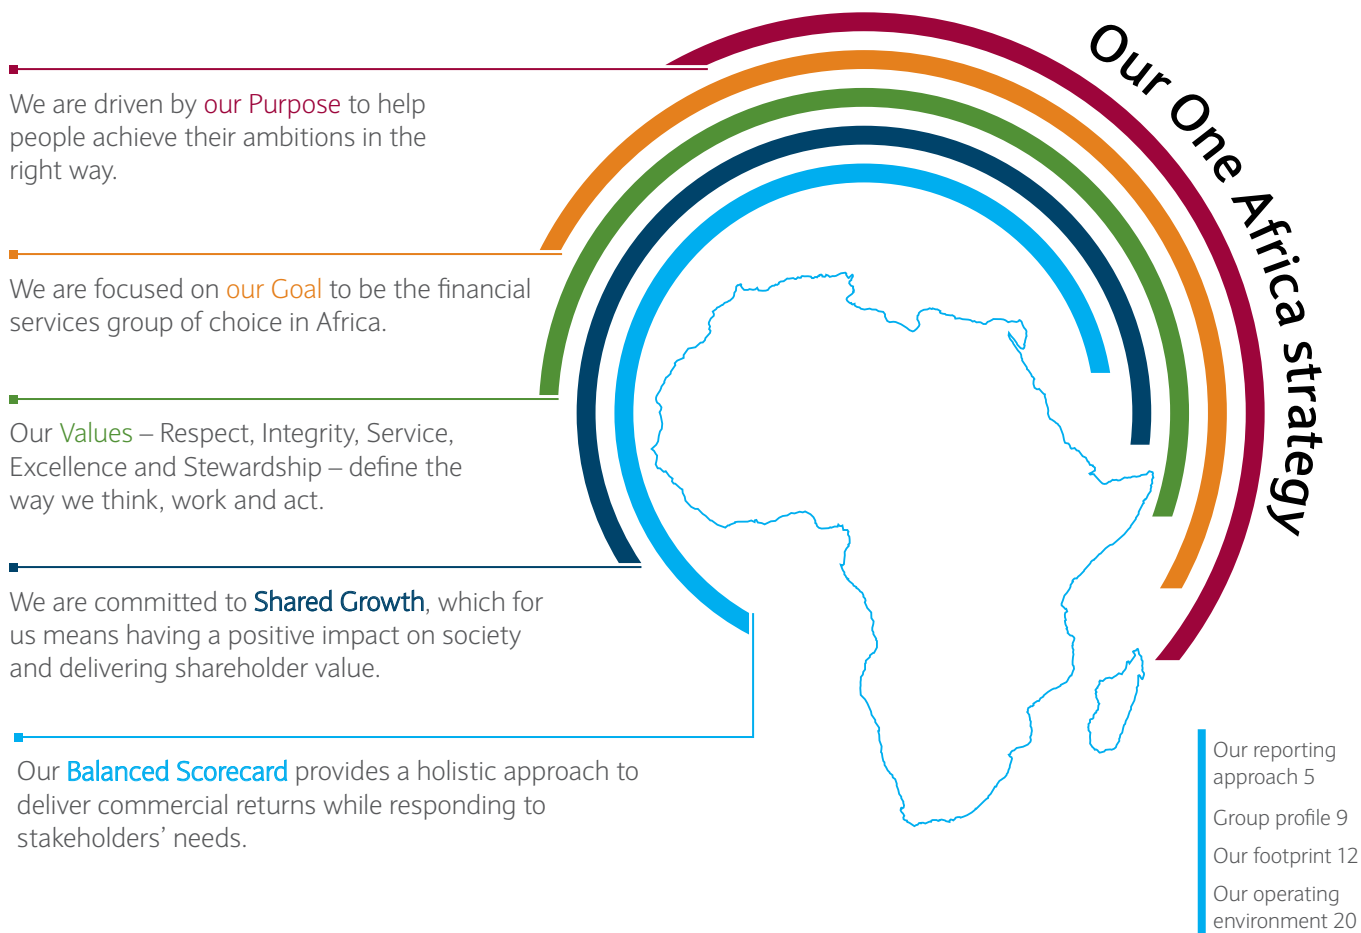 Our One Africa strategy
We are driven by our Purpose to help
people achieve their ambitions in the
right way.
We are focused on our Goal to be the financial
services group of choice in Africa.
Our Values – Respect, Integrity, Service,
Excellence and Stewardship – define the
way we think, work and act.
We are committed to Shared Growth, which for
us means having a positive impact on society
and delivering shareholder value.
Our Balanced Scorecard provides a holistic approach to
deliver commercial returns while responding to
stakeholders’ needs.
Our reporting
approach 5
Group profile 9
Our footprint 12
Our operating
environment 20